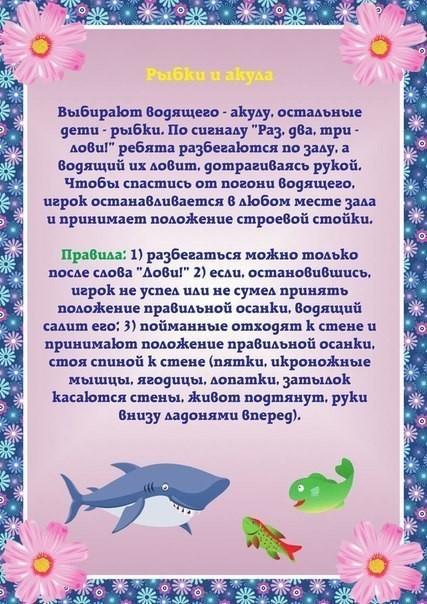 Рыбки и акула
Выбирают водящего - акулу, остальные
дети - рыбки. По сигналу "Раз, два, три -
лови!" ребята разбегаются по залу, а
водящий их ловит, дотрагиваясь рукой.
Чтобы спастись от погони водящего,
игрок останавливается в любом месте зала
и принимает положение строевой стойки.
Правила: 1) разбегаться можно только
после слова "Лови!" 2) если, остановившись,
игрок не успел или не сумел принять
положение правильной осанки, водящий
салит его; 3) пойманные отходят к стене и
принимают положение правильной осанки,
стоя спиной к стене (пятки, икроножные
мышцы, ягодицы, лопатки, затылок
касаются стены, живот подтянут, руки
внизу ладонями вперед).